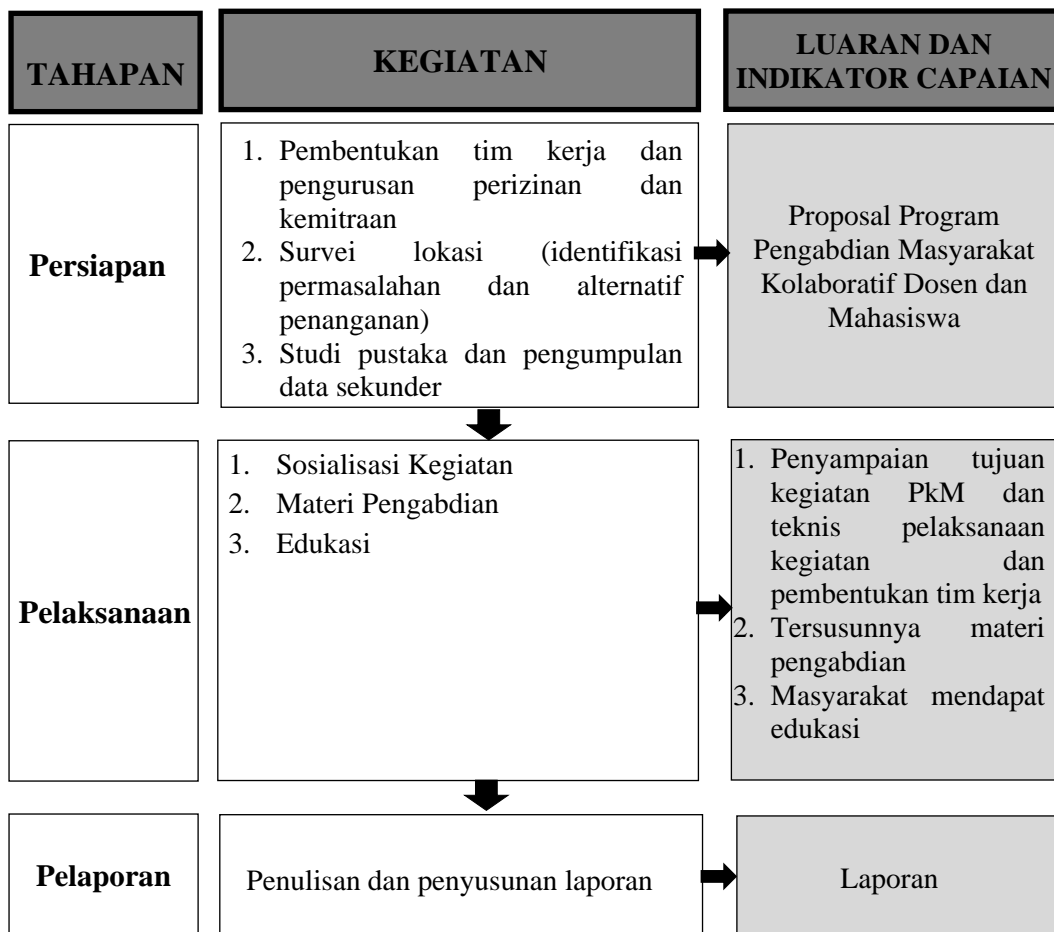 TAHAPAN
KEGIATAN
LUARAN DAN
INDIKATOR CAPAIAN
Persiapan
1. Pembentukan tim kerja dan
pengurusan perizinan dan
kemitraan
2. Survei lokasi (identifikasi
permasalahan dan alternatif
penanganan)
3. Studi pustaka dan pengumpulan
data sekunder
Proposal Program
Pengabdian Masyarakat
Kolaboratif Dosen dan
Mahasiswa
Pelaksanaan
1. Sosialisasi Kegiatan
2. Materi Pengabdian
3. Edukasi
1. Penyampaian tujuan
kegiatan PkM dan
teknis pelaksanaan
kegiatan dan
pembentukan tim kerja
2. Tersusunnya materi
pengabdian
3. Masyarakat mendapat
edukasi
Pelaporan
Penulisan dan penyusunan laporan
Laporan